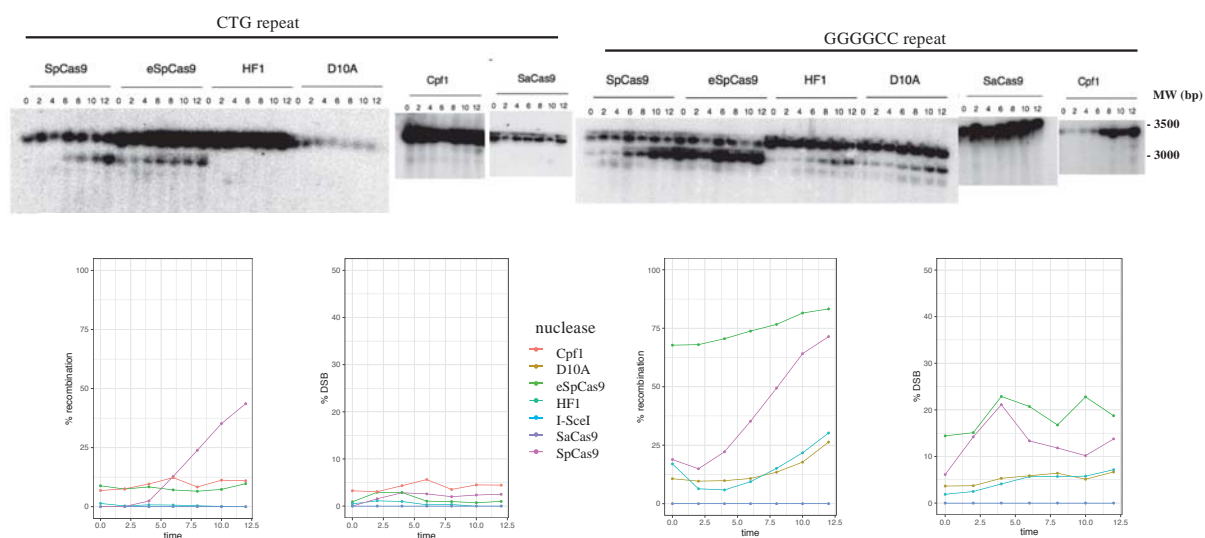 CTG repeat
GGGGCC repeat
SpCas9 eSpCas9 HF1 D10A
Cpf1
SaCas9
SpCas9 eSpCas9 HF1 D10A
SaCas9
Cpf1
0 2 4 6 8 10 12 0 2 4 6 8 10 12 0 2 4 6 8 10 12 0 2 4 6 8 10 12
0 2 4 6 8 10 12
0 2 4 6 8 10 12
0 2 4 6 8 10 12 0 2 4 6 8 10 12 0 2 4 6 8 10 12 0 2 4 6 8 10 12
0 2 4 6 8 10 12
0 2 4 6 8 10 12
MW (bp)
- 3500
- 3000
% recombination
100
75
50
25
0
0.0 2.5 5.0 7.5 10.0 12.5
time
% DSB
50
40
30
20
10
0
0.0 2.5 5.0 7.5 10.0 12.5
time
nuclease
Cpf1
D10A
eSpCas9
HF1
I-SceI
SaCas9
SpCas9
% recombination
100
75
50
25
0
0.0 2.5 5.0 7.5 10.0 12.5
time
% DSB
50
40
30
20
10
0
0.0 2.5 5.0 7.5 10.0 12.5
time